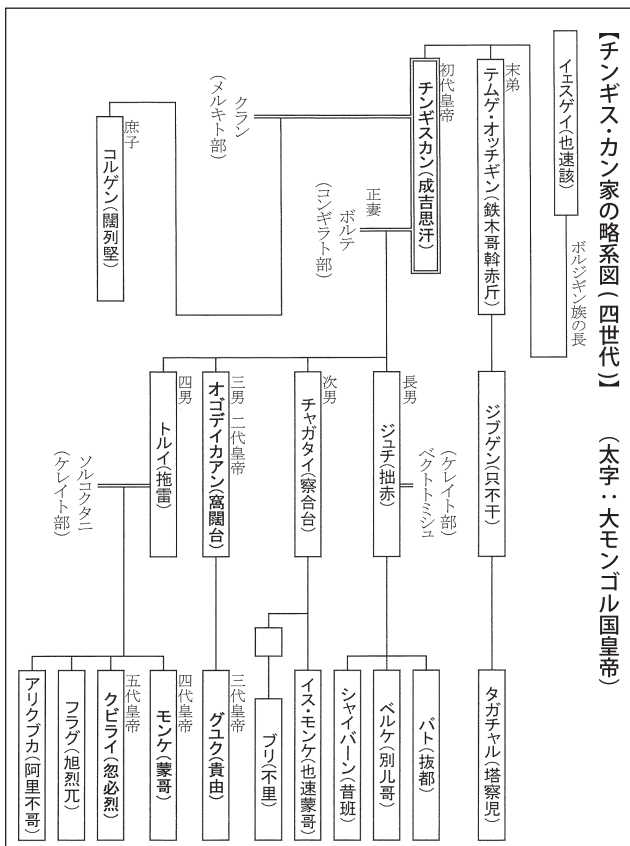 【チンギス・カン家の略系図(四世代)】 (太字：大モンゴル国皇帝)
イェスゲイ(也速該)
ボルジギン族の長
末弟
テムゲ・オッチギン(鉄木哥斡赤斤)
ジブゲン(只不干)
タガチャル(塔察児)
初代皇帝
チンギスカン(成吉思汗)
正妻
ボルテ
(コンギラト部)
クラン
(メルキト部)
庶子
コルゲン(闊列堅)
長男
ジュチ(拙赤)
(ケレイト部)
ベクトトミシュ
バト(抜都)
ベルケ(別儿哥)
シャイバーン(昔班)
次男
チャガタイ(察合台)
イス・モンケ(也速蒙哥)
ブリ(不里)
三男 二代皇帝
オゴデイカアン(窩闊台)
三代皇帝
グユク(貴由)
四男
トルイ(拖雷)
ソルコクタニ
(ケレイト部)
四代皇帝
モンケ(蒙哥)
五代皇帝
クビライ(忽必烈)
フラグ(旭烈兀)
アリクブカ(阿里不哥)